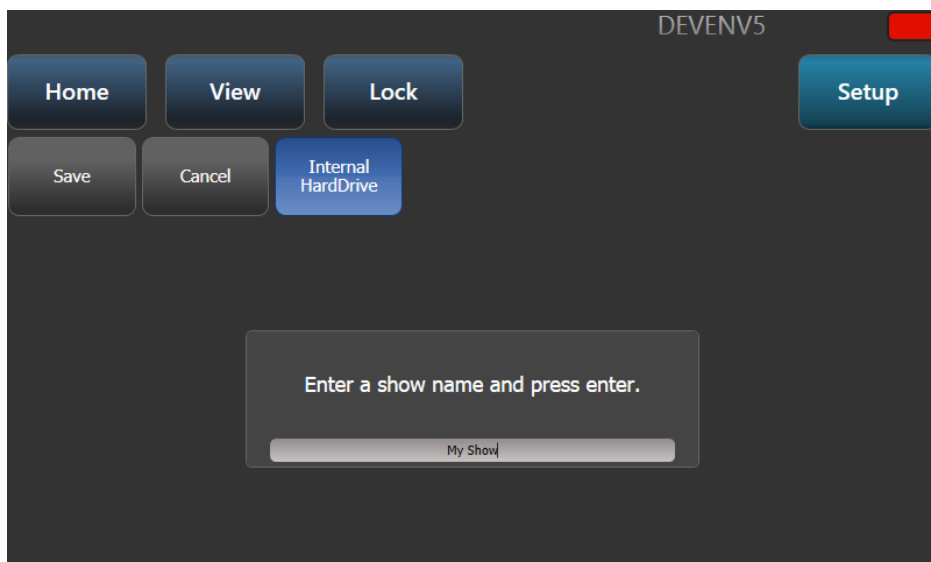 DEVENV5
Home View Lock Setup
Save Cancel Internal
HardDrive
Enter a show name and press enter.
My Show